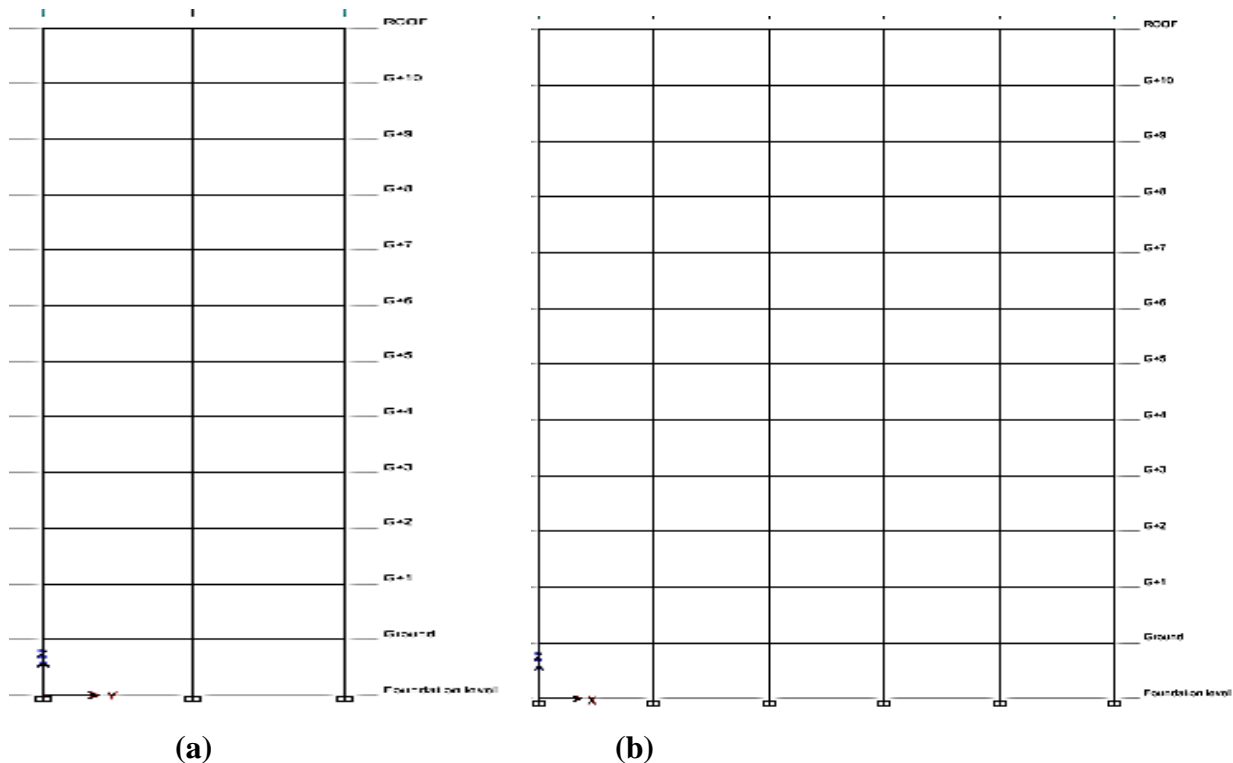 ROOF
G+10
G+9
G+8
G+7
G+6
G+5
G+4
G+3
G+2
G+1
Ground
Z
Y
Foundation level
(a)
ROOF
G+10
G+9
G+8
G+7
G+6
G+5
G+4
G+3
G+2
G+1
Ground
Z
X
Foundation level
(b)